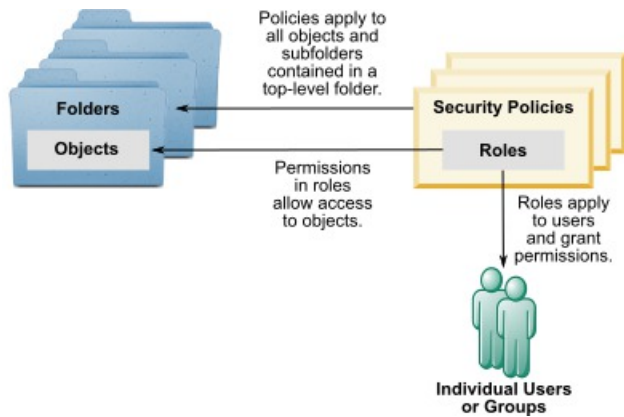 Policies apply to
all objects and
subfolders
contained in a
top-level folder.
Folders
Objects
Security Policies
Roles
Permissions
in roles
allow access
to objects.
Roles apply
to users
and grant
permissions.
Individual Users
or Groups